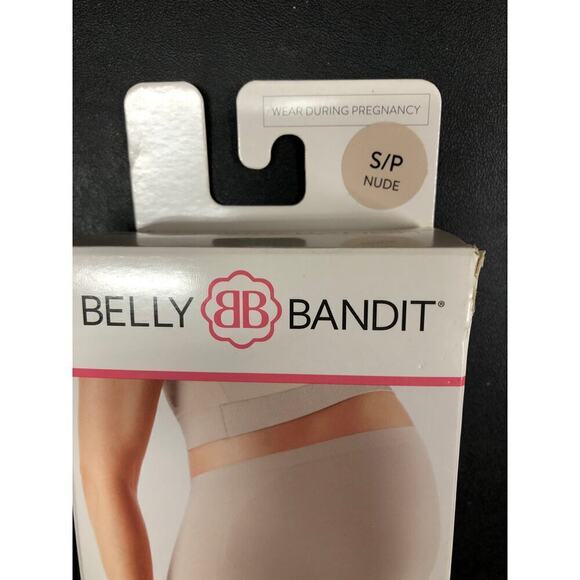 WEAR DURING PREGNANCY
S/P
NUDE
BELLY BB BANDIT®